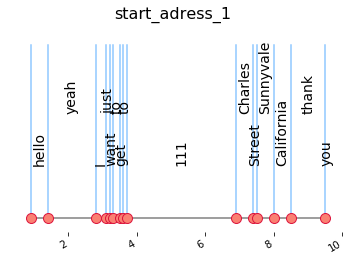 start_adress_1
hello
yeah
I
just
want
to
get
to
111
Charles
Street
Sunnyvale
California
thank
you
2
4
6
8
10